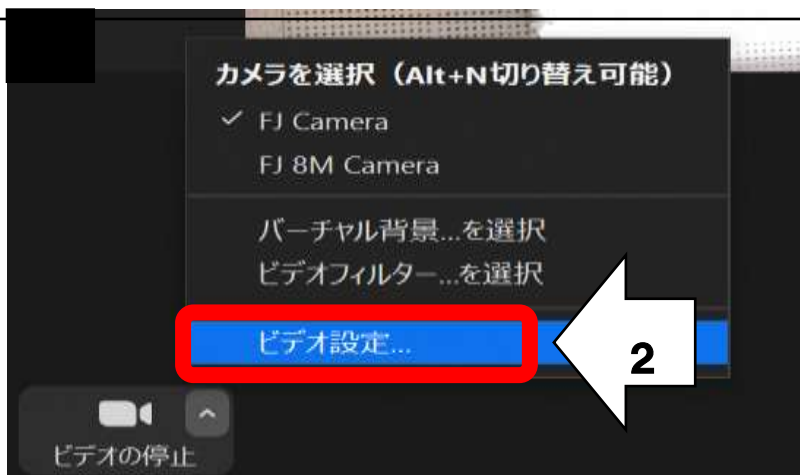 カメラを選択（Alt+N切り替え可能）
✓ FJ Camera
FJ 8M Camera
バーチャル背景...を選択
ビデオフィルター...を選択
ビデオ設定...
2
ビデオの停止